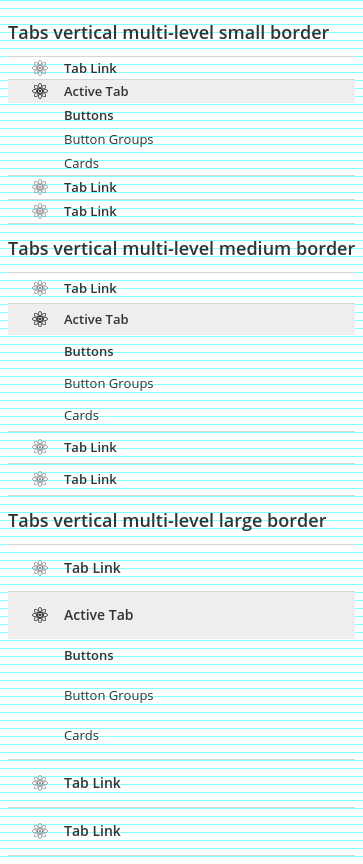 Tabs vertical multi-level small border
Tab Link
Active Tab
Buttons
Button Groups
Cards
Tab Link
Tab Link
Tabs vertical multi-level medium border
Tab Link
Active Tab
Buttons
Button Groups
Cards
Tab Link
Tab Link
Tabs vertical multi-level large border
Tab Link
Active Tab
Buttons
Button Groups
Cards
Tab Link
Tab Link